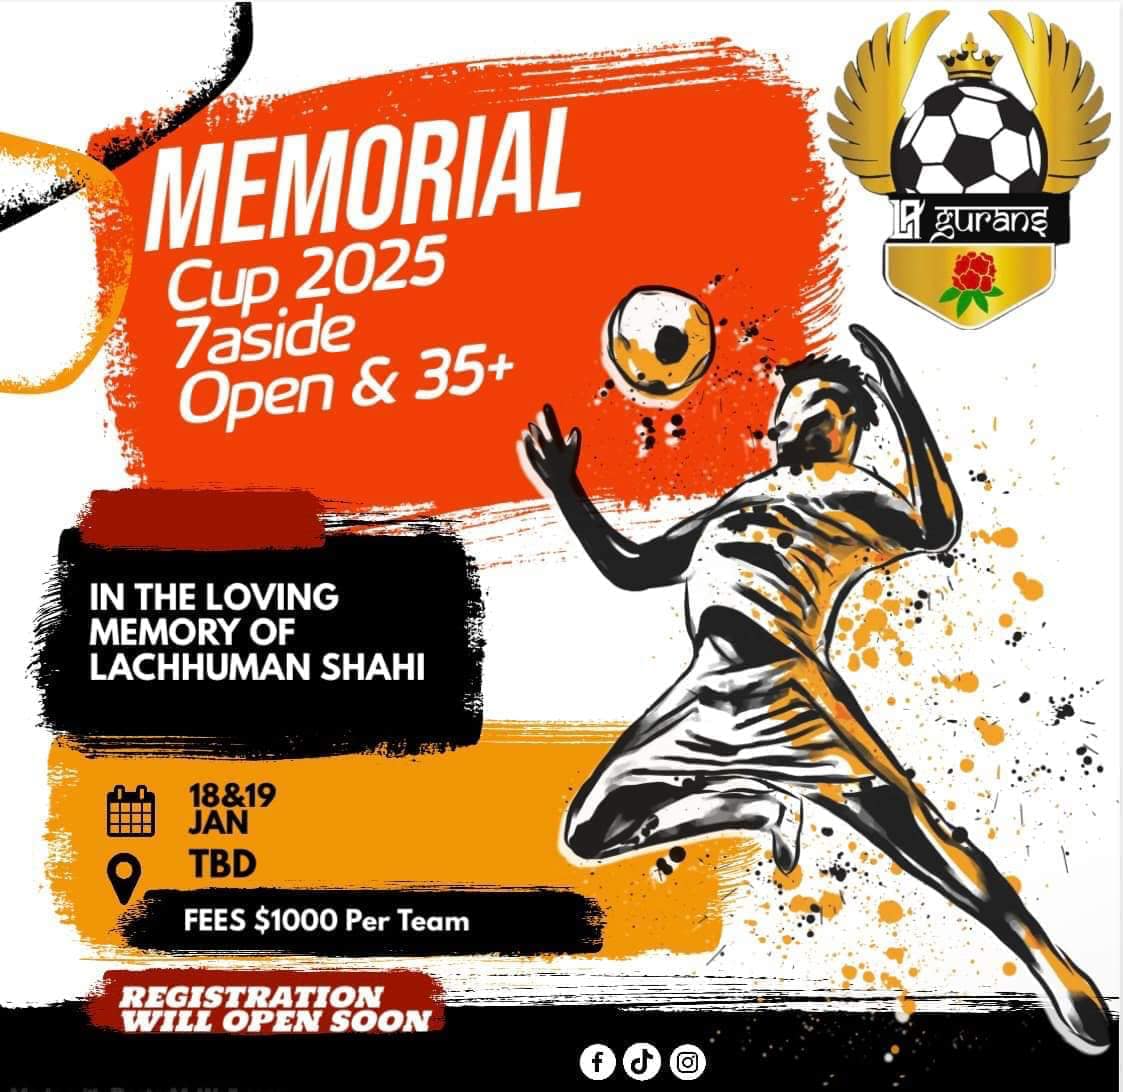 MEMORIAL
Cup 2025
7aside
Open & 35+
LA gurans
IN THE LOVING
MEMORY OF
LACHHUMAN SHAHI
18&19
JAN
TBD
FEES $1000 Per Team
REGISTRATION
WILL OPEN SOON